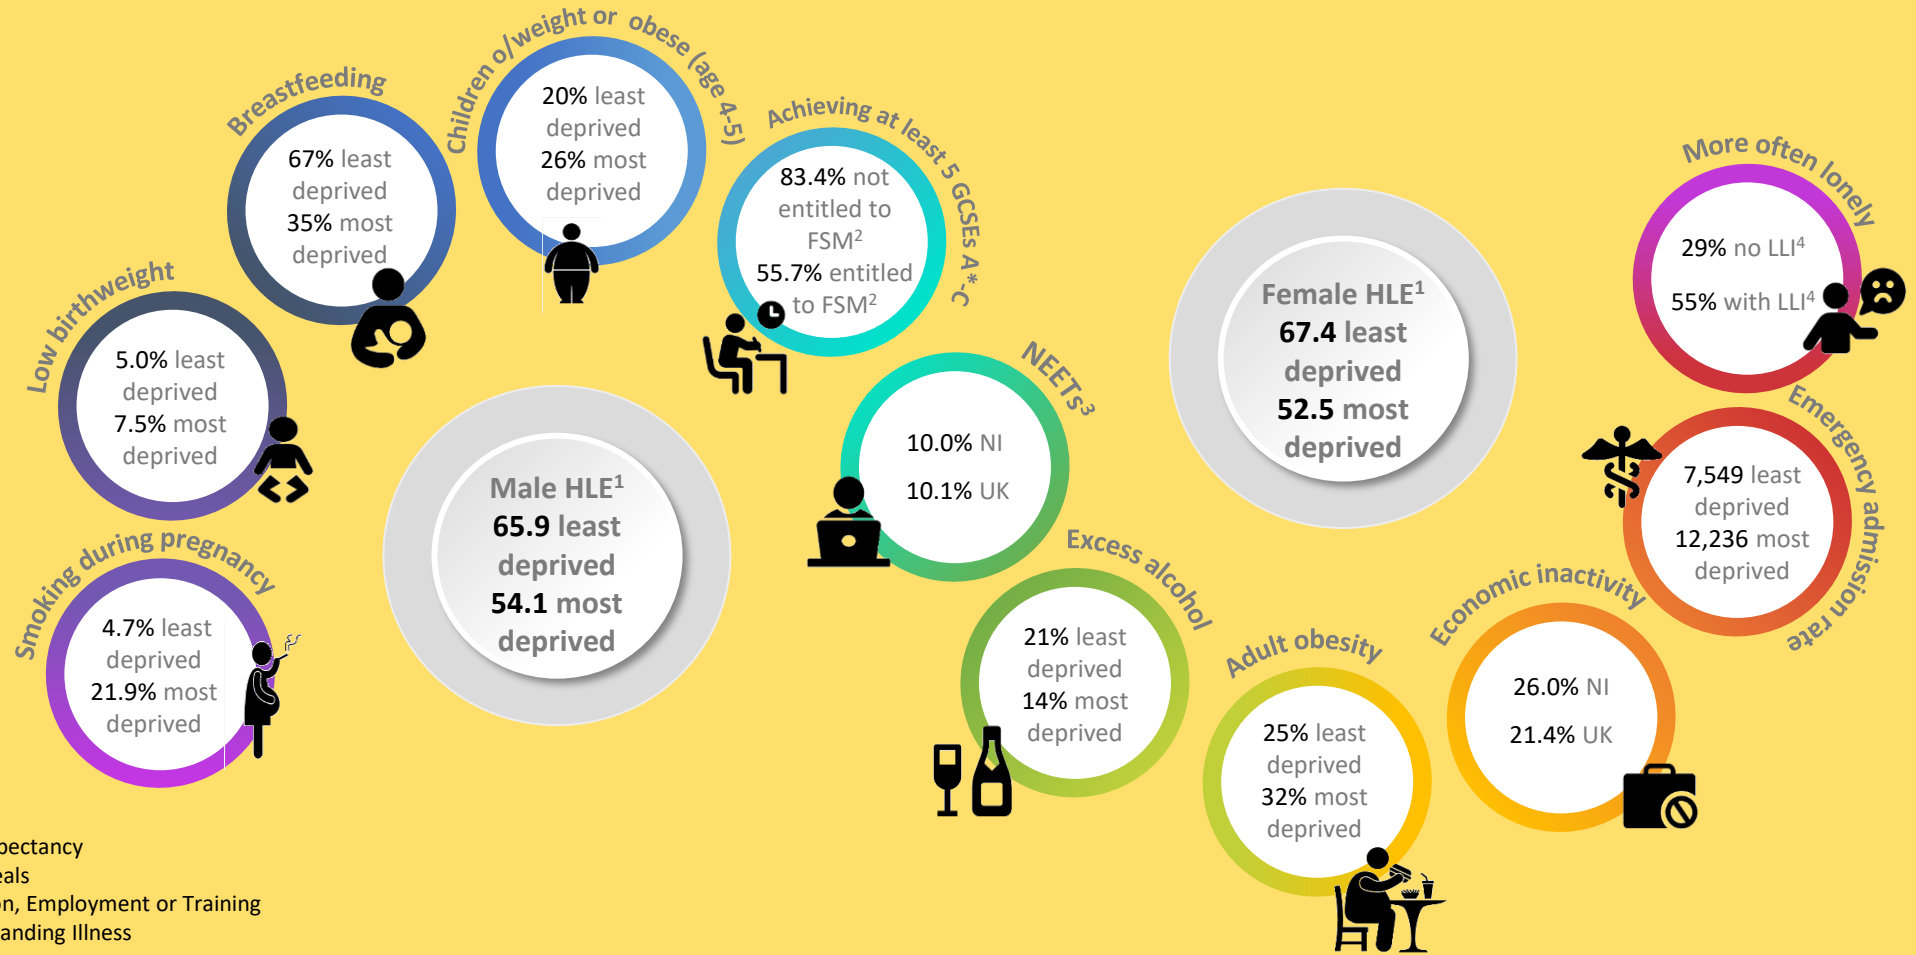 Smoking during pregnancy
4.7% least
deprived
21.9% most
deprived
Low birthweight
5.0% least
deprived
7.5% most
deprived
Breastfeeding
67% least
deprived
35% most
deprived
Children o/weight or obese (age 4-5)
20% least
deprived
26% most
deprived
Achieving at least 5 GCSEs A*-C
83.4% not
entitled to
FSM²
55.7% entitled
to FSM²
Male HLE¹
65.9 least
deprived
54.1 most
deprived
NEETs³
10.0% NI
10.1% UK
Excess alcohol
21% least
deprived
14% most
deprived
Female HLE¹
67.4 least
deprived
52.5 most
deprived
Adult obesity
25% least
deprived
32% most
deprived
Economic inactivity
26.0% NI
21.4% UK
Emergency admission rate
7,549 least
deprived
12,236 most
deprived
More often lonely
29% no LLI⁴
55% with LLI⁴
pectancy
eals
on, Employment or Training
anding Illness